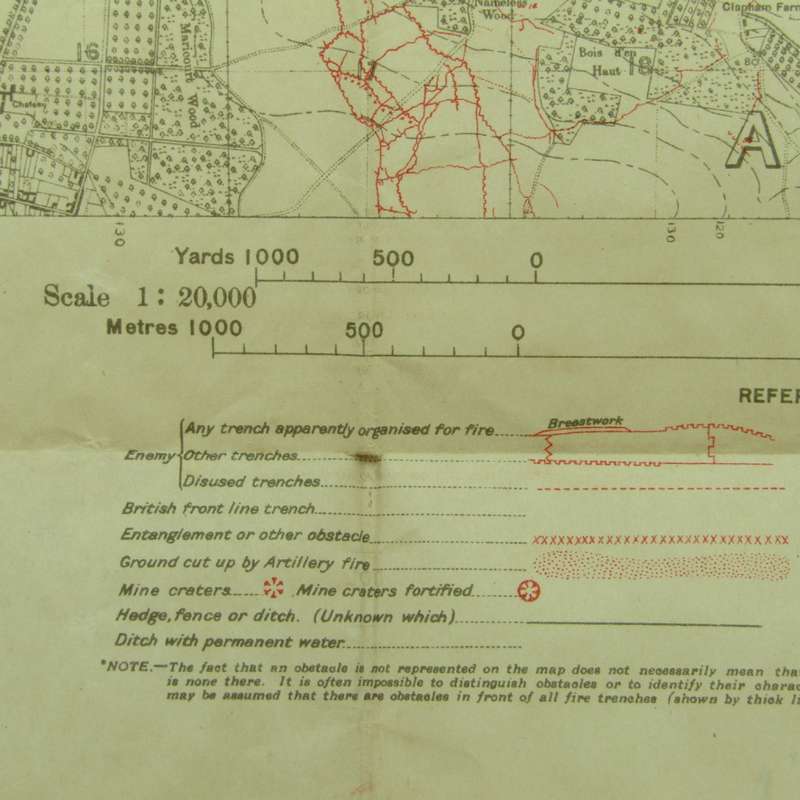 Nameless
Wood
Clapham Farm
16
Maricourt Wood
17
Bois d'en
Haut
18
80
Chateau
A
130
130
120
Yards 1000 500 0
Scale 1: 20,000
Metres 1000 500 0
REFER
Breastwork
Any trench apparently organised for fire
Enemy Other trenches
Disused trenches
British front line trench
Entanglement or other obstacle
Ground cut up by Artillery fire
Mine craters Mine craters fortified
Hedge, fence or ditch. (Unknown which)
Ditch with permanent water
*NOTE.—The fact that an obstacle is not represented on the map does not necessarily mean tha
is none there. It is often impossible to distinguish obstacles or to identify their charac
may be assumed that there are obstacles in front of all fire trenches (shown by thick li